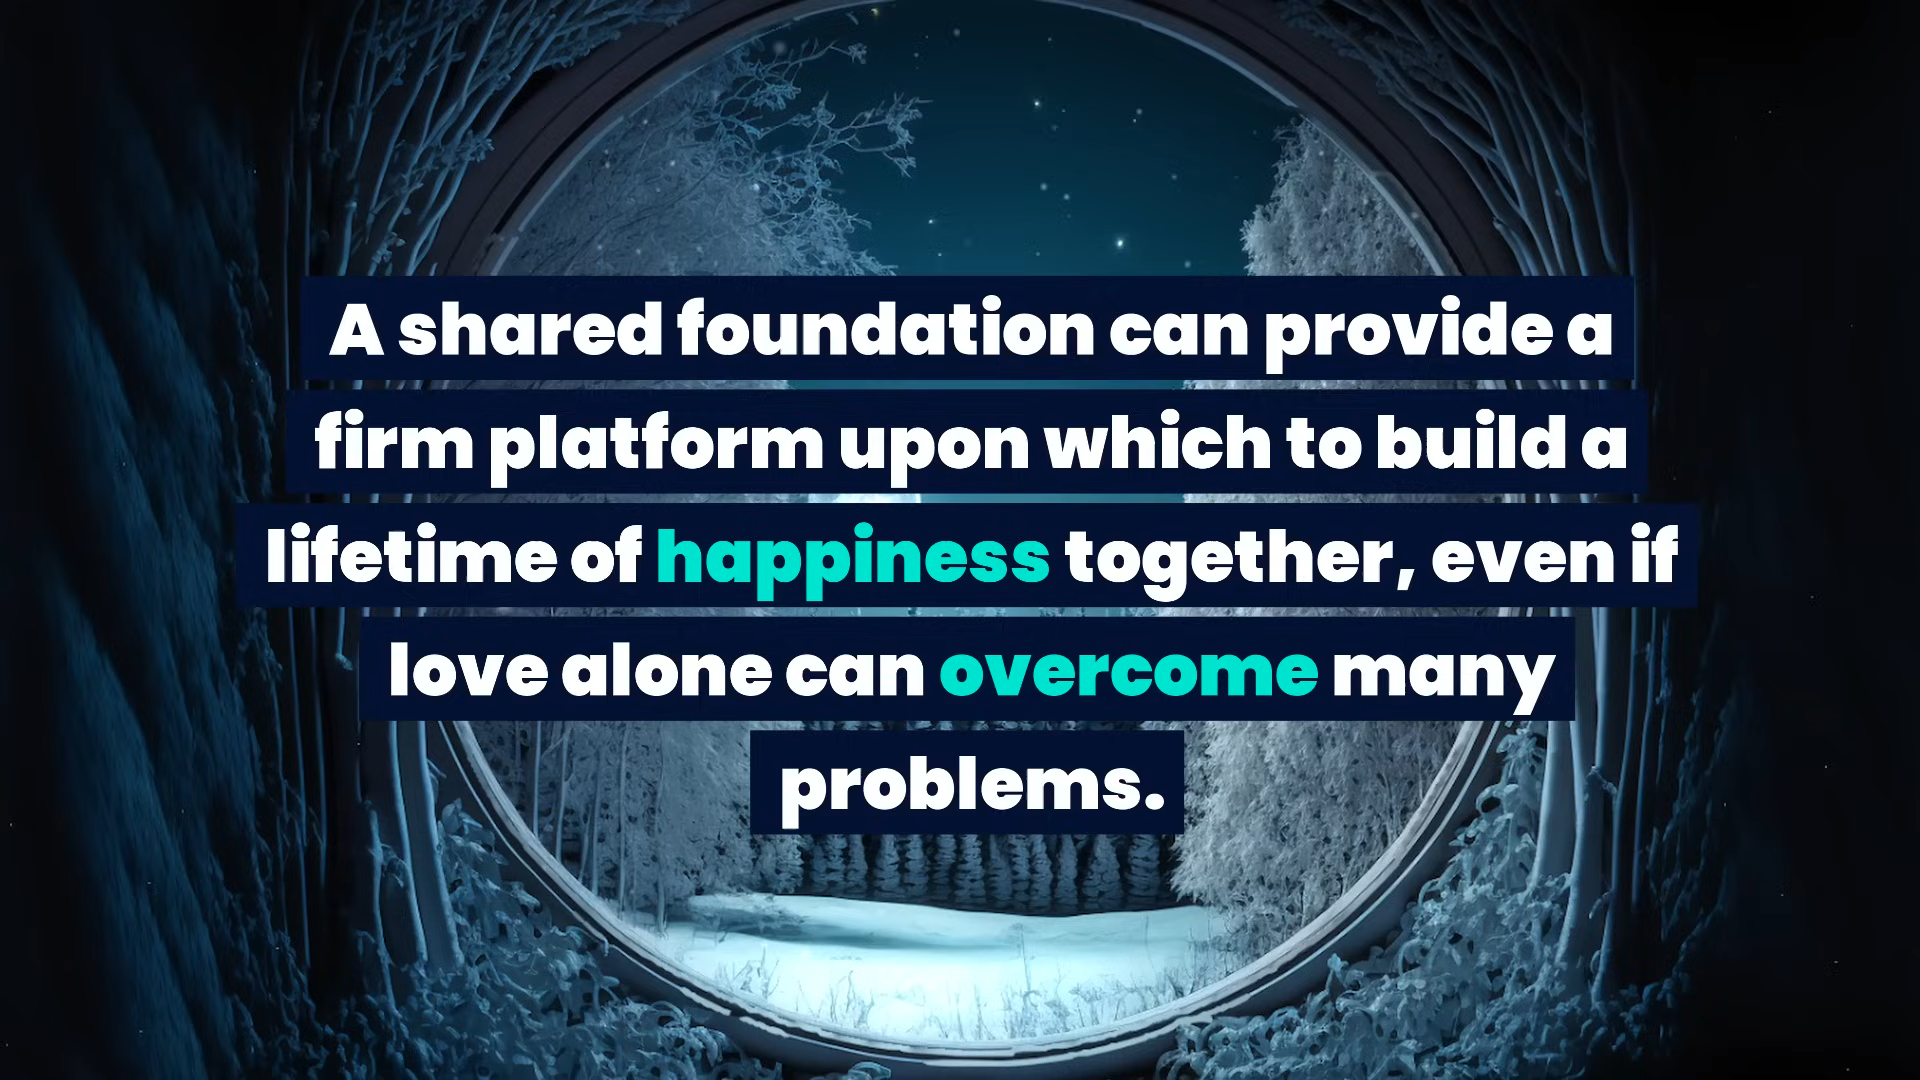 A shared foundation can provide a
firm platform upon which to build a
lifetime of happiness together, even if
love alone can overcome many
problems.